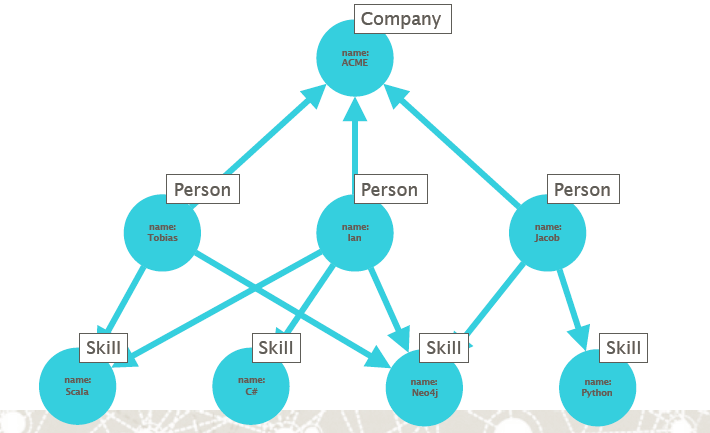 Company
name:
ACME
Person
Person
Person
name:
Tobias
name:
Ian
name:
Jacob
Skill
Skill
Skill
Skill
name:
Scala
name:
C#
name:
Neo4j
name:
Python